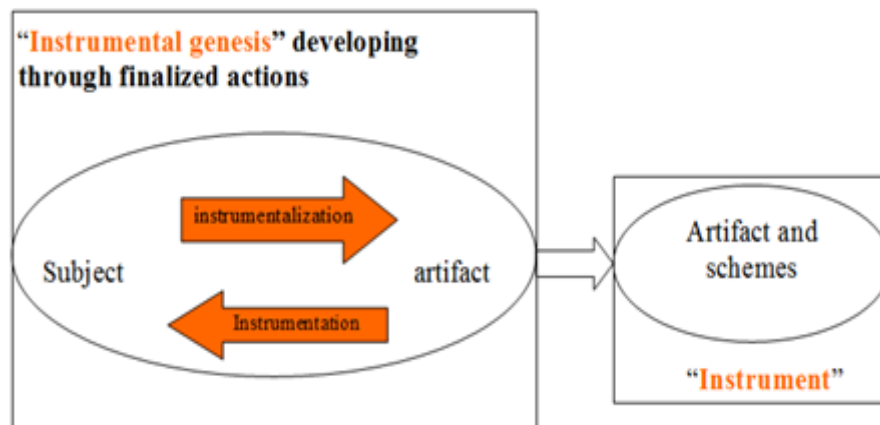 “Instrumental genesis” developing
through finalized actions
instrumentalization
Subject
artifact
Instrumentation
Artifact and
schemes
“Instrument”